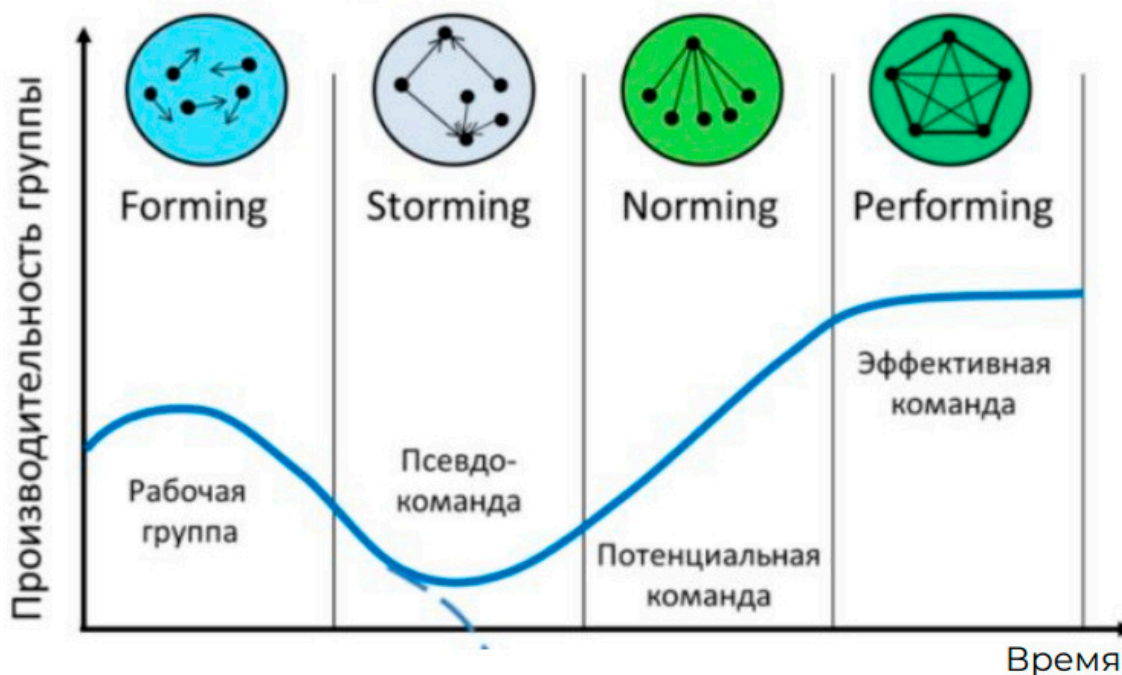 Производительность группы
Forming
Storming
Norming
Performing
Рабочая
группа
Псевдо-
команда
Потенциальная
команда
Эффективная
команда
Время